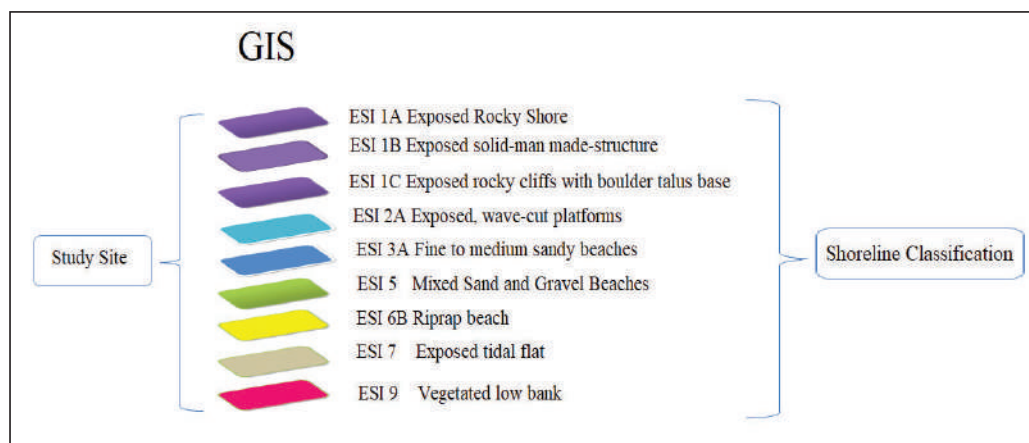 GIS
ESI 1A Exposed Rocky Shore
ESI 1B Exposed solid-man made-structure
ESI 1C Exposed rocky cliffs with boulder talus base
ESI 2A Exposed, wave-cut platforms
ESI 3A Fine to medium sandy beaches
ESI 5 Mixed Sand and Gravel Beaches
ESI 6B Riprap beach
ESI 7 Exposed tidal flat
ESI 9 Vegetated low bank
Study Site
Shoreline Classification